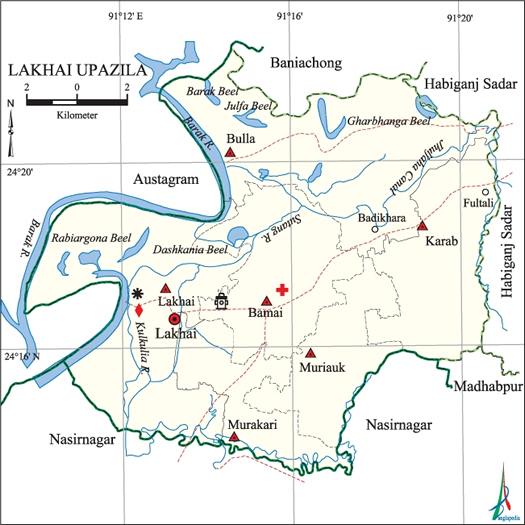 91°12' E
91°16'
91°20'
LAKHAI UPAZILA
2 0 2
Kilometer
N
Baniachong
Habiganj Sadar
Barak Beel
Julfa Beel
Gharbhanga Beel
Barak R.
Bulla
Jhuljhuna Canal
24°20'
Austagram
Fultali
Badikhara
Karab
Sutang R.
Barak R.
Rabiargona Beel
Dashkania Beel
Habiganj Sadar
Lakhai
Bamai
Lakhai
Kulkulia R.
24°16' N
Muriauk
Madhabpur
Murakari
Nasirnagar
Nasirnagar
Banglapedia